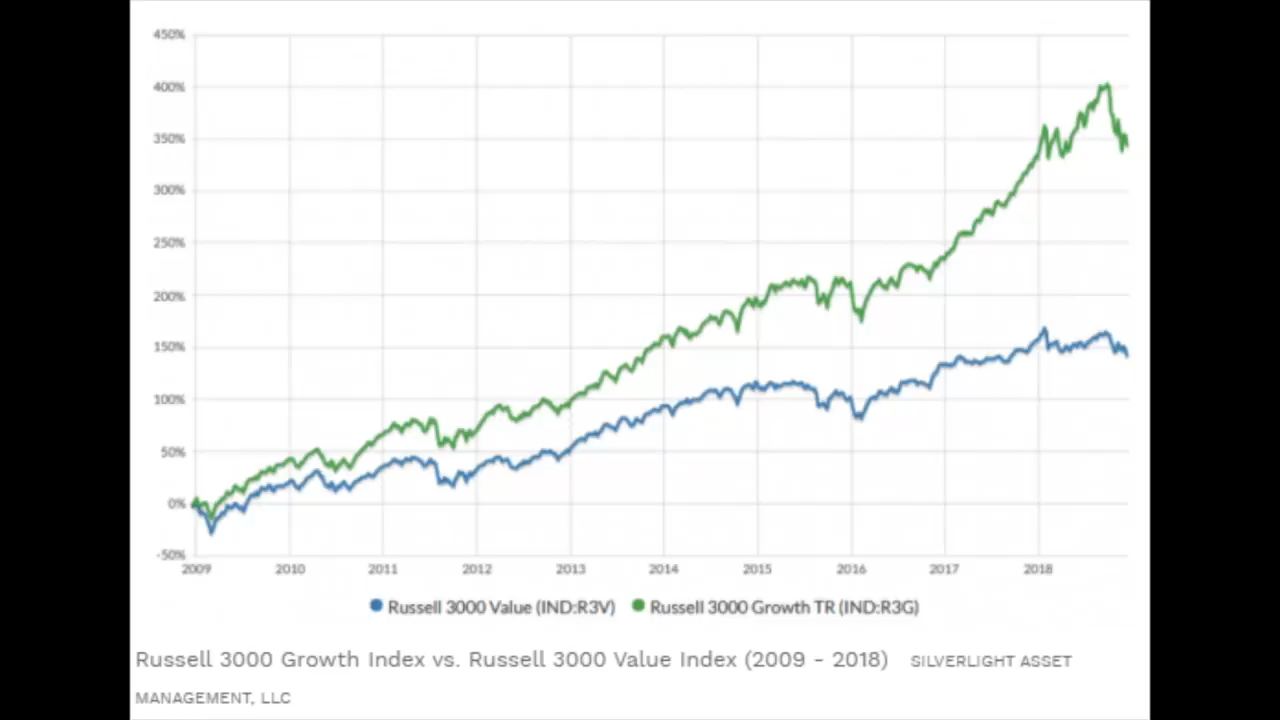 450%
400%
350%
300%
250%
200%
150%
100%
50%
0%
-50%
2009 2010 2011 2012 2013 2014 2015 2016 2017 2018
Russell 3000 Value (IND:R3V) Russell 3000 Growth TR (IND:R3G)
Russell 3000 Growth Index vs. Russell 3000 Value Index (2009 - 2018) SILVERLIGHT ASSET
MANAGEMENT, LLC